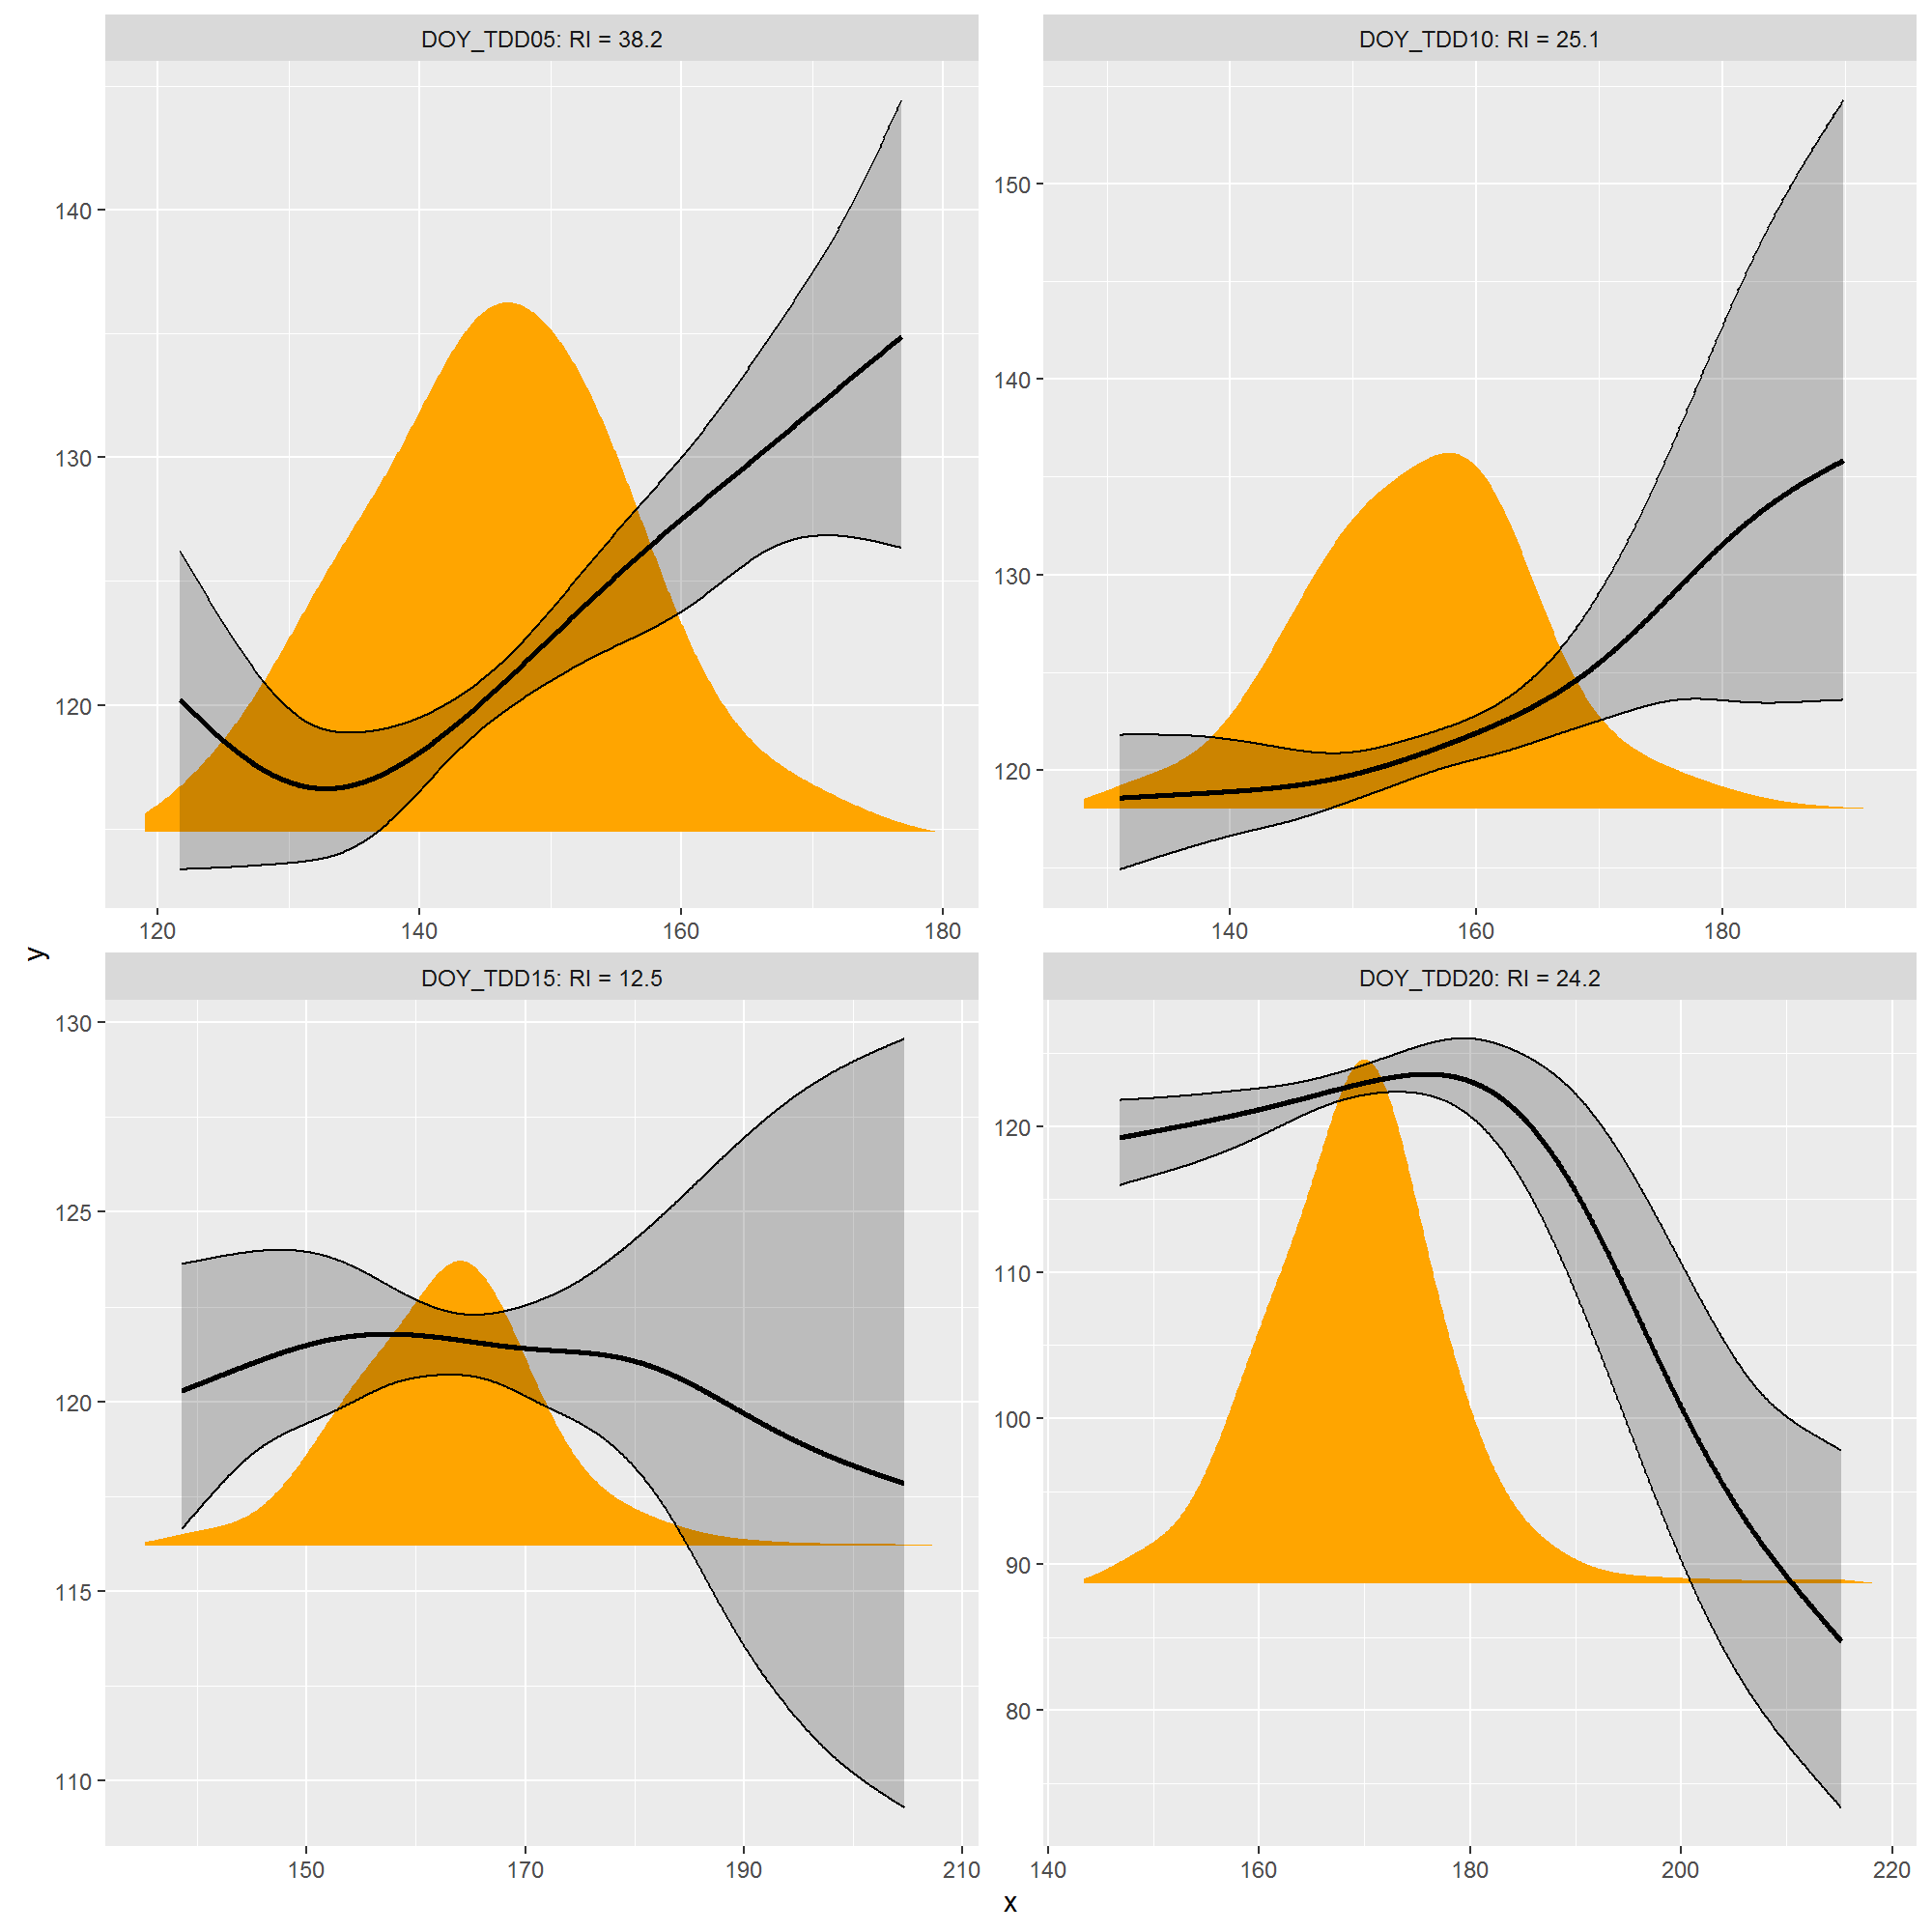 DOY_TDD05: RI = 38.2
DOY_TDD10: RI = 25.1
140
130
120
120 140 160 180
150
140
130
120
140 160 180
y
DOY_TDD15: RI = 12.5
DOY_TDD20: RI = 24.2
130
125
120
115
110
150 170 190 210
120
110
100
90
80
140 160 180 200 220
x